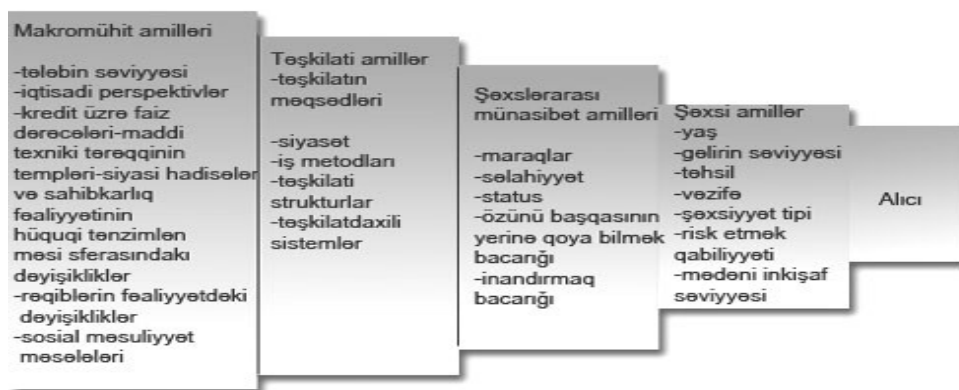 Makromühit amilləri
-tələbin səviyyəsi
-iqtisadi perspektivlər
-kredit üzrə faiz
dərəcələri-maddi
texniki tərəqqinin
templəri-siyasi hadisələr
və sahibkarlıq
fəaliyyətinin
hüquqi tənzimlən
məsi sferasındakı
dəyişikliklər
-rəqiblərin fəaliyyətdəki
dəyişikliklər
-sosial məsuliyyət
məsələləri
Təşkilati amillər
-təşkilatın
məqsədləri
-siyasət
-iş metodları
-təşkilati
strukturlar
-təşkilatdaxili
sistemlər
Şəxslərarası
münasibət amilləri
-maraqlar
-səlahiyyət
-status
-özünü başqasının
yerinə qoya bilmək
bacarığı
-inandırmaq
bacarığı
Şəxsi amillər
-yaş
-gəlirin səviyyəsi
-təhsil
-vəzifə
-şəxsiyyət tipi
-risk etmək
qabiliyyəti
-mədəni inkişaf
səviyyəsi
Alıcı